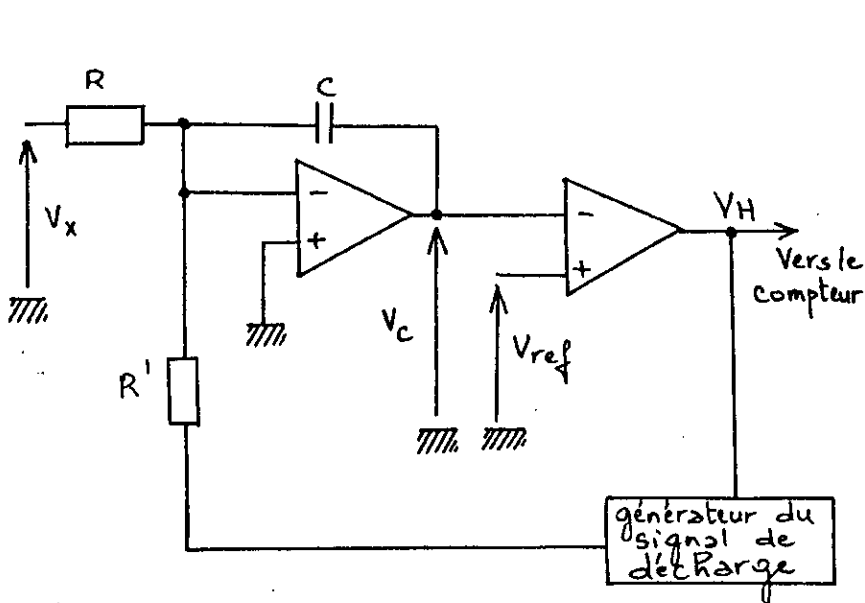 R
C
Vx
-
+
R'
Vc
-
+
Vref
VH
Vers le
compteur
générateur du
signal de
décharge